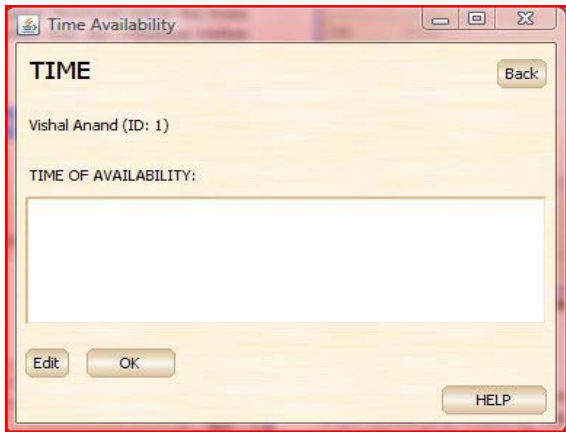 Time Availability
TIME
Back
Vishal Anand (ID: 1)
TIME OF AVAILABILITY:
Edit
OK
HELP